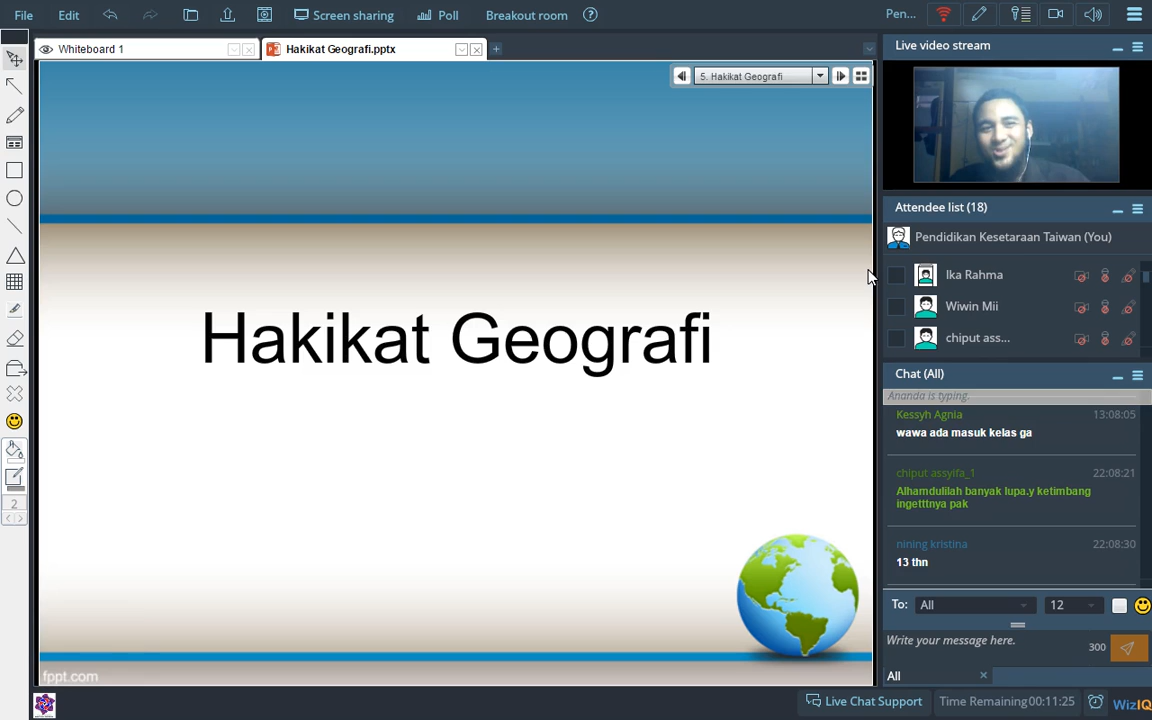 File Edit Screen sharing Poll Breakout room ? Pen...
Whiteboard 1 Hakikat Geografi.pptx
5. Hakikat Geografi
Hakikat Geografi
fppt.com
2
Live video stream
Attendee list (18)
Pendidikan Kesetaraan Taiwan (You)
Ika Rahma
Wiwin Mii
chiput ass...
Chat (All)
Ananda is typing.
Kessyh Agnia 13:08:05
wawa ada masuk kelas ga
chiput assyifa_1 22:08:21
Alhamdulilah banyak lupa.y ketimbang
ingetttnya pak
nining kristina 22:08:30
13 thn
To: All 12
Write your message here. 300
All
Live Chat Support Time Remaining 00:11:25 WizIQ